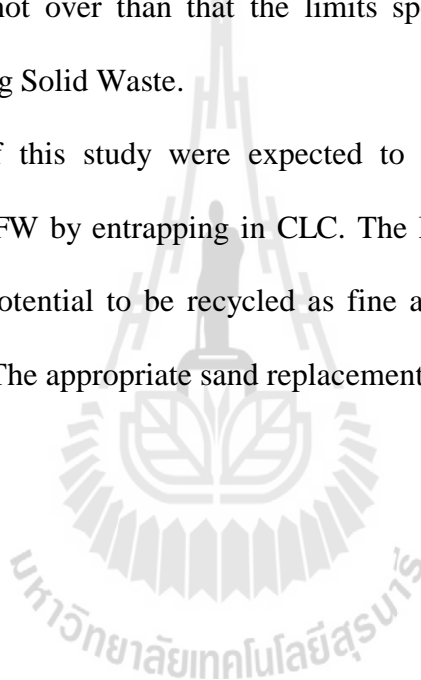 not over than that the limits sp
g Solid Waste.
f this study were expected to
FW by entrapping in CLC. The
otential to be recycled as fine a
The appropriate sand replacement
มหาวิทยาลัยเทคโนโลยีสุรนารี